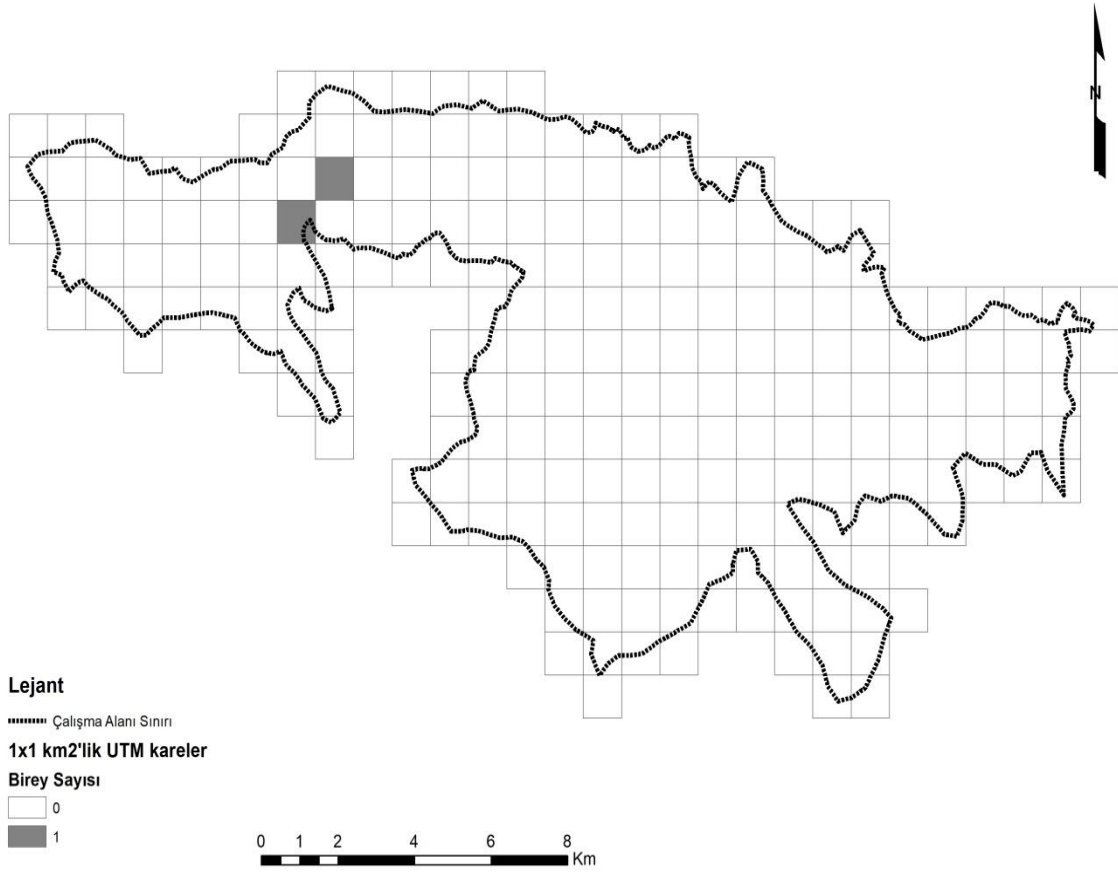 N
Lejant
Çalışma Alanı Sınırı
1x1 km2'lik UTM kareler
Birey Sayısı
0
1
0 1 2 4 6 8
Km